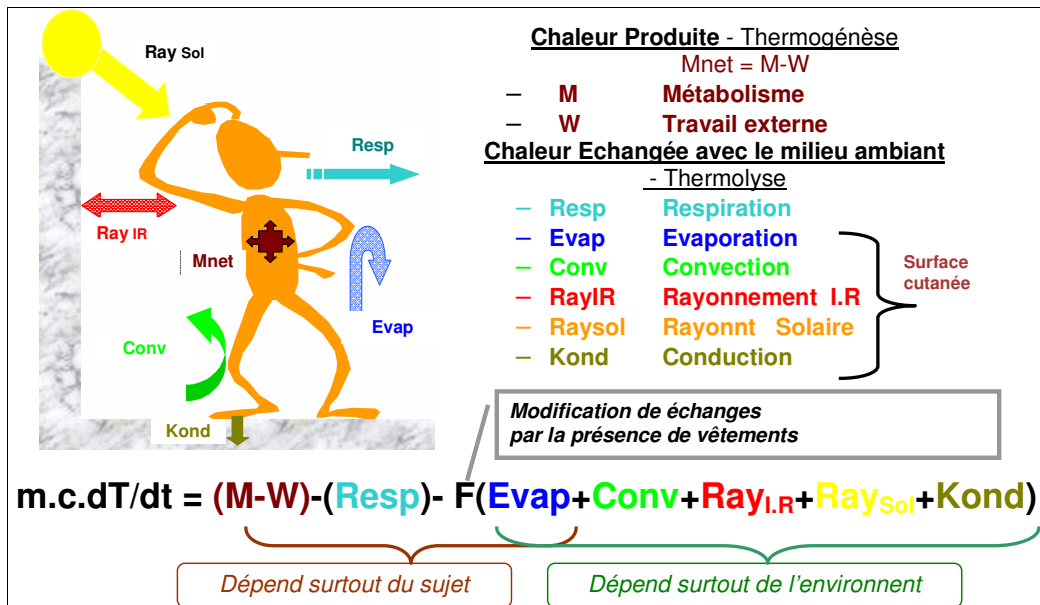 Ray Sol
Resp
Ray IR
Mnet
Evap
Conv
Kond
Chaleur Produite - Thermogénèse
Mnet = M-W
– M Métabolisme
– W Travail externe
Chaleur Echangée avec le milieu ambiant
- Thermolyse
– Resp Respiration
– Evap Evaporation
– Conv Convection
– RayIR Rayonnement I.R
– Raysol Rayonnt Solaire
– Kond Conduction
Surface
cutanée
Modification de échanges
par la présence de vêtements
m.c.dT/dt = (M-W)-(Resp)- F(Evap+Conv+RayI.R+RaySol+Kond)
Dépend surtout du sujet
Dépend surtout de l'environnent